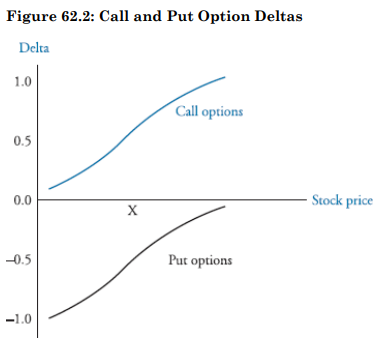 Figure 62.2: Call and Put Option Deltas
Delta
1.0
Call options
0.5
0.0
Stock price
X
–0.5
Put options
–1.0